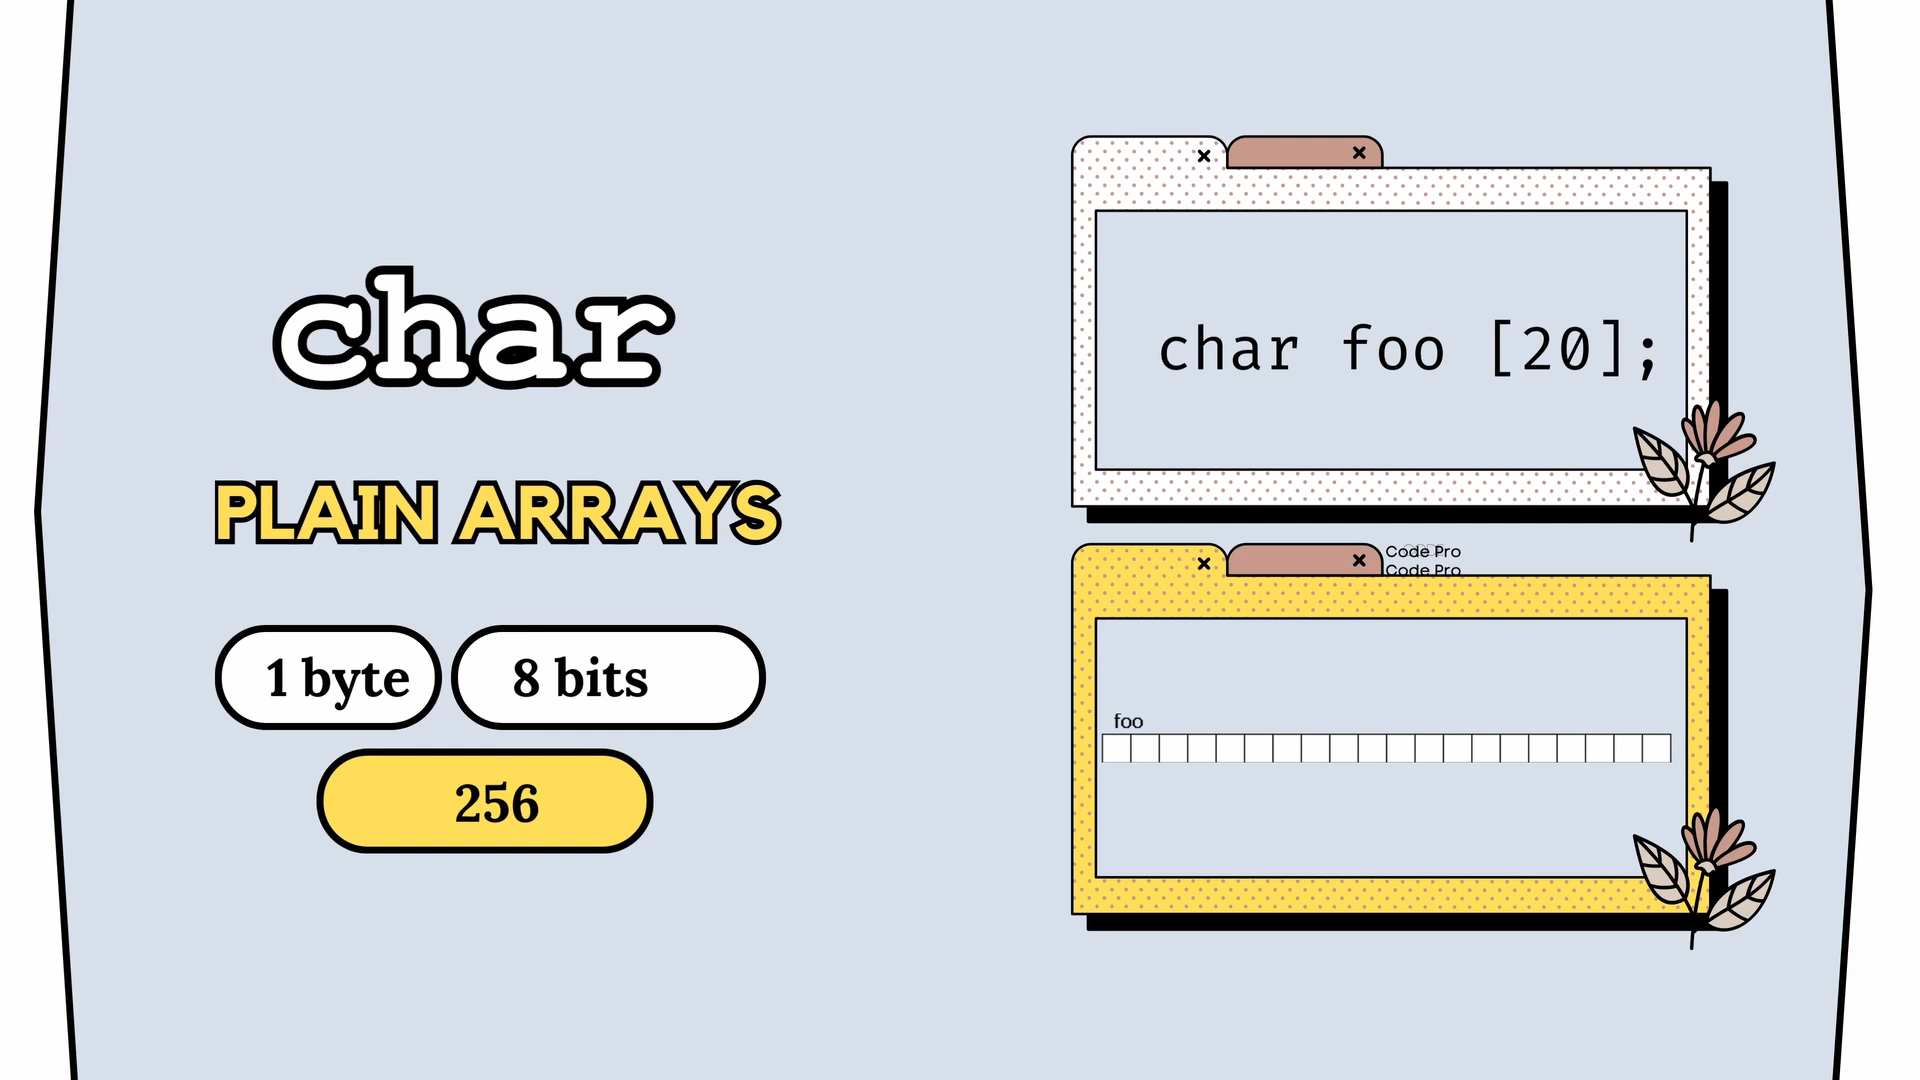 char
PLAIN ARRAYS
1 byte
8 bits
256
char foo [20];
Code Pro
Code Pro
foo